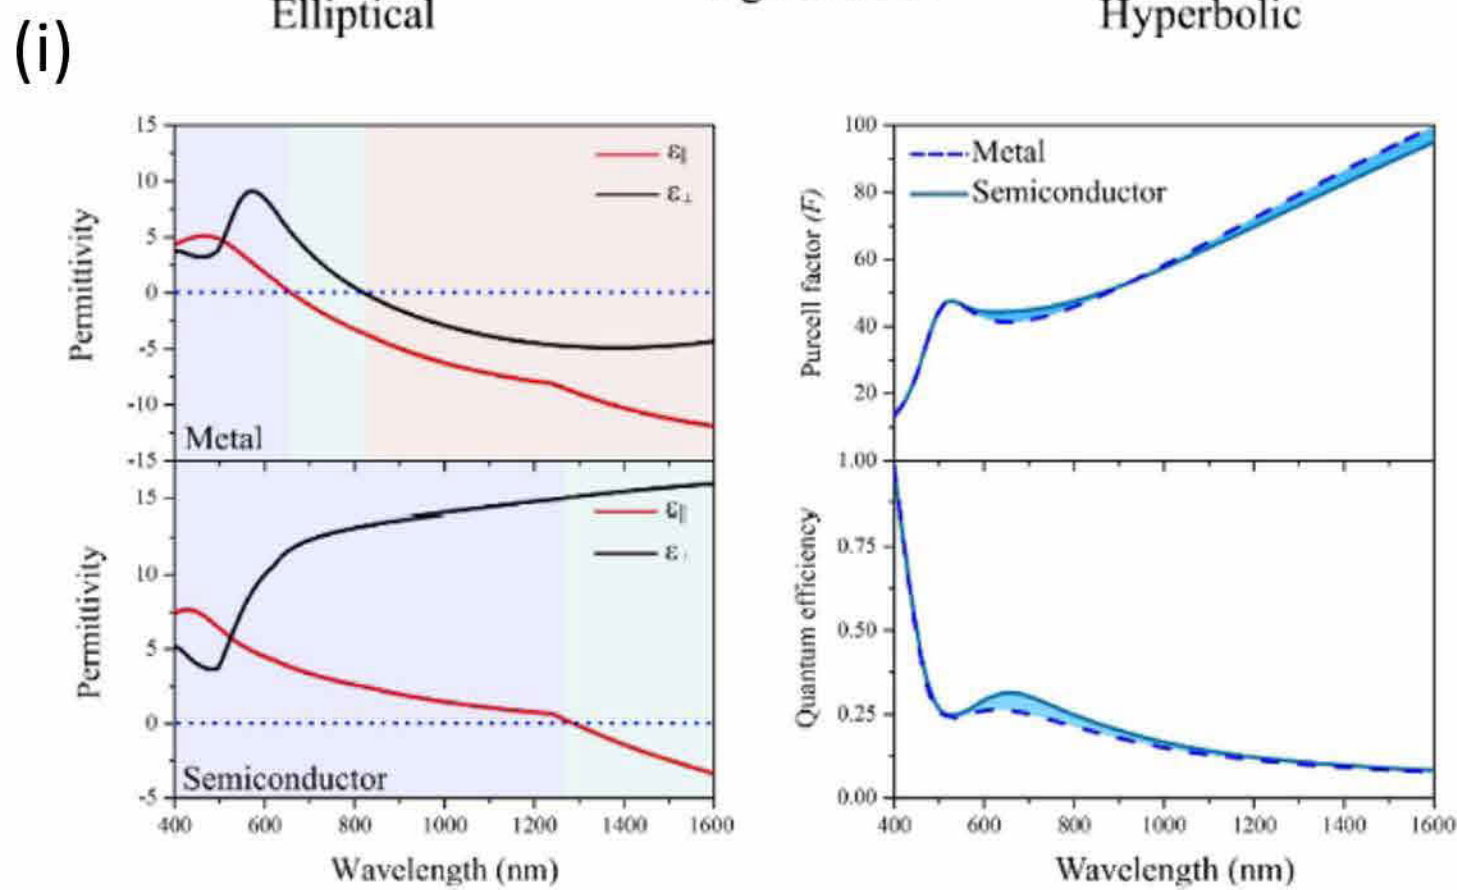 Elliptical
Hyperbolic
(i)
15
10
5
0
-5
-10
-15
Permittivity
ε∥
ε⊥
Metal
15
10
5
0
-5
Permittivity
ε∥
ε⊥
Semiconductor
400 600 800 1000 1200 1400 1600
Wavelength (nm)
100
80
60
40
20
Purcell factor (F)
Metal
Semiconductor
1.00
0.75
0.50
0.25
0.00
Quantum efficiency
400 600 800 1000 1200 1400 1600
Wavelength (nm)